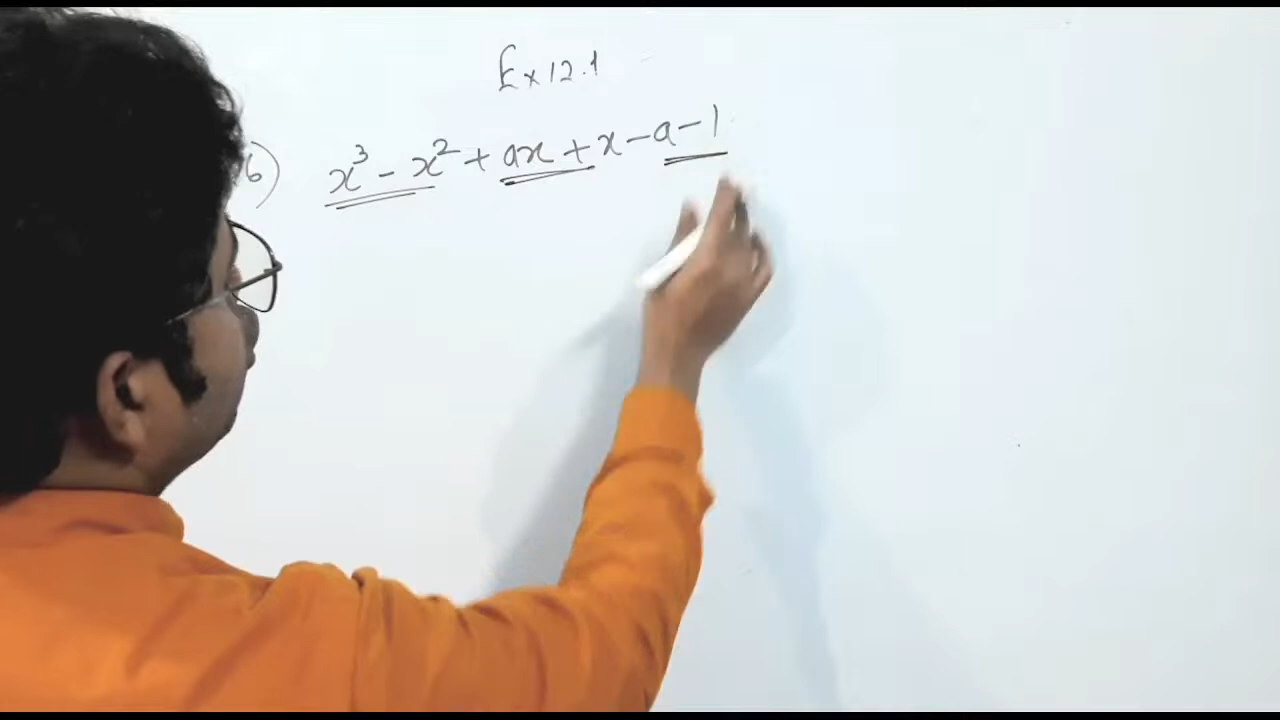 Ex 12.1
6) x³ - x² + ax + x - a - 1